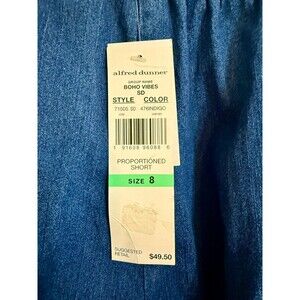 alfred dunner
GROUP NAME
BOHO VIBES
SD
STYLE COLOR
71505 SD 476INDIGO
PROPORTIONED
SHORT
SIZE 8
SUGGESTED
RETAIL
$49.50